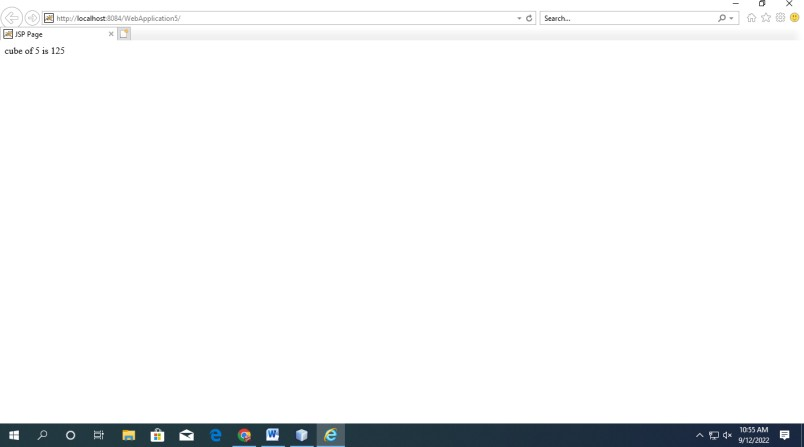 http://localhost:8084/WebApplication5/
Search...
JSP Page
cube of 5 is 125
10:55 AM
9/12/2022